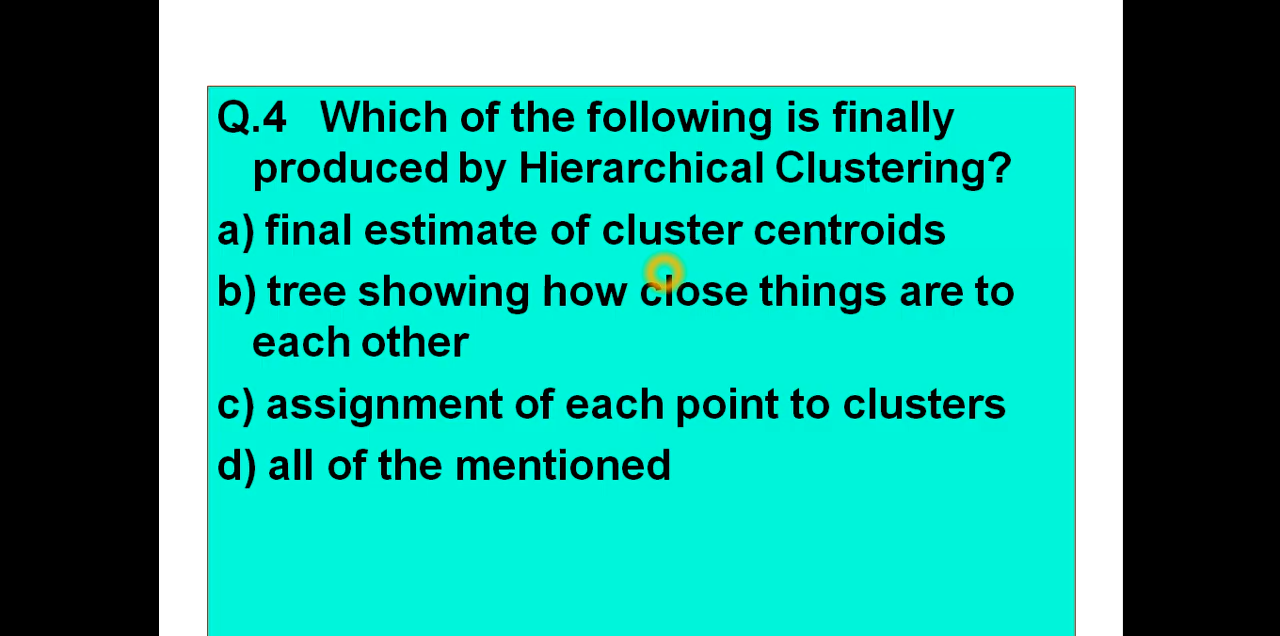 Q.4 Which of the following is finally
produced by Hierarchical Clustering?
a) final estimate of cluster centroids
b) tree showing how close things are to
each other
c) assignment of each point to clusters
d) all of the mentioned